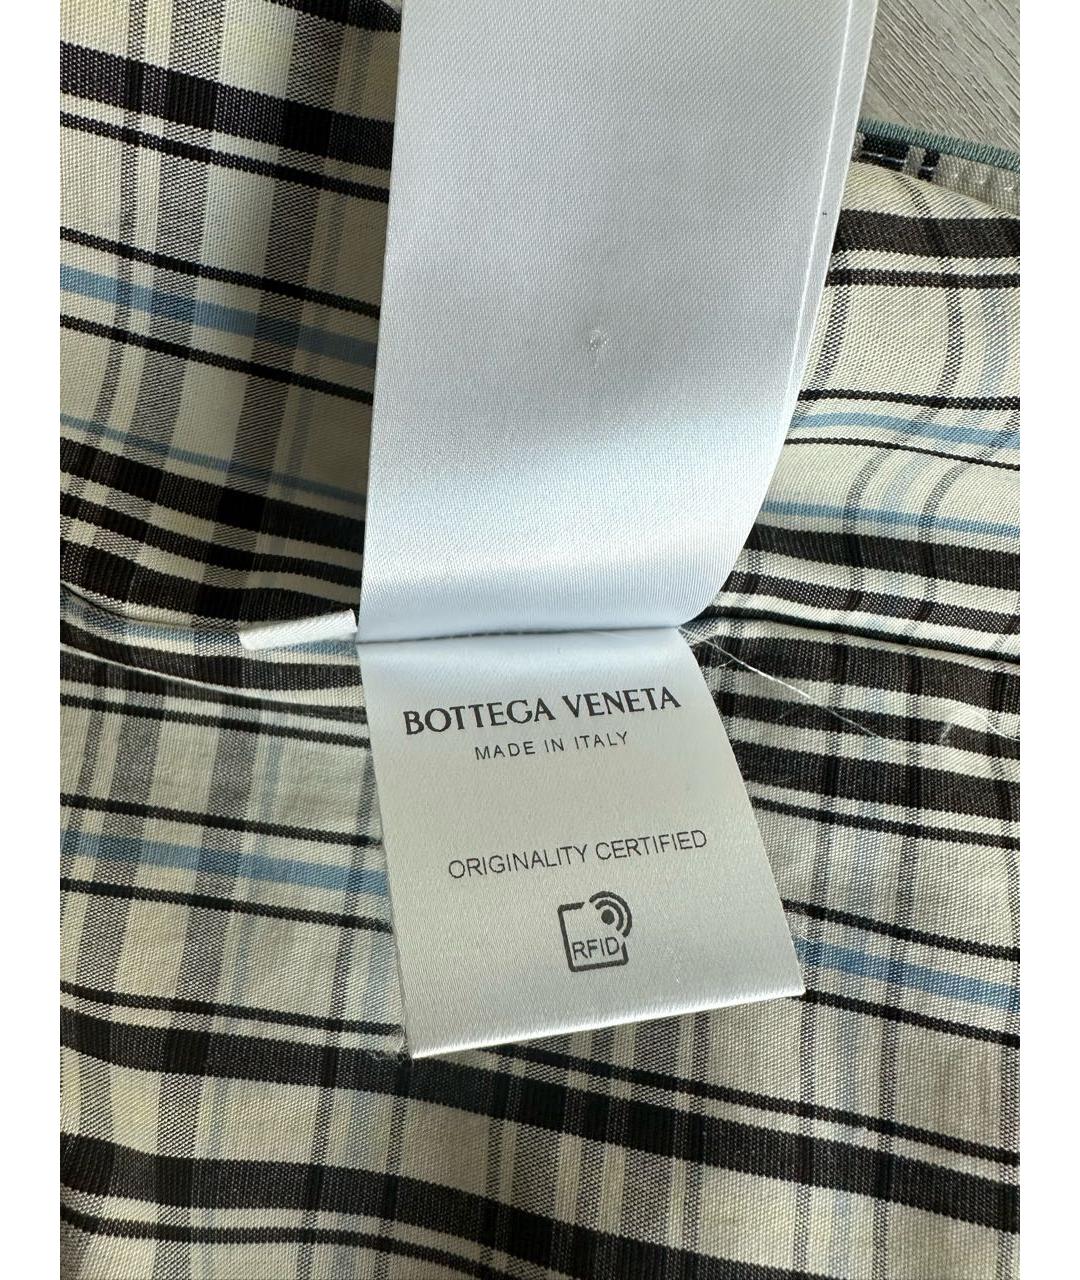 BOTTEGA VENETA
MADE IN ITALY
ORIGINALITY CERTIFIED
RFID